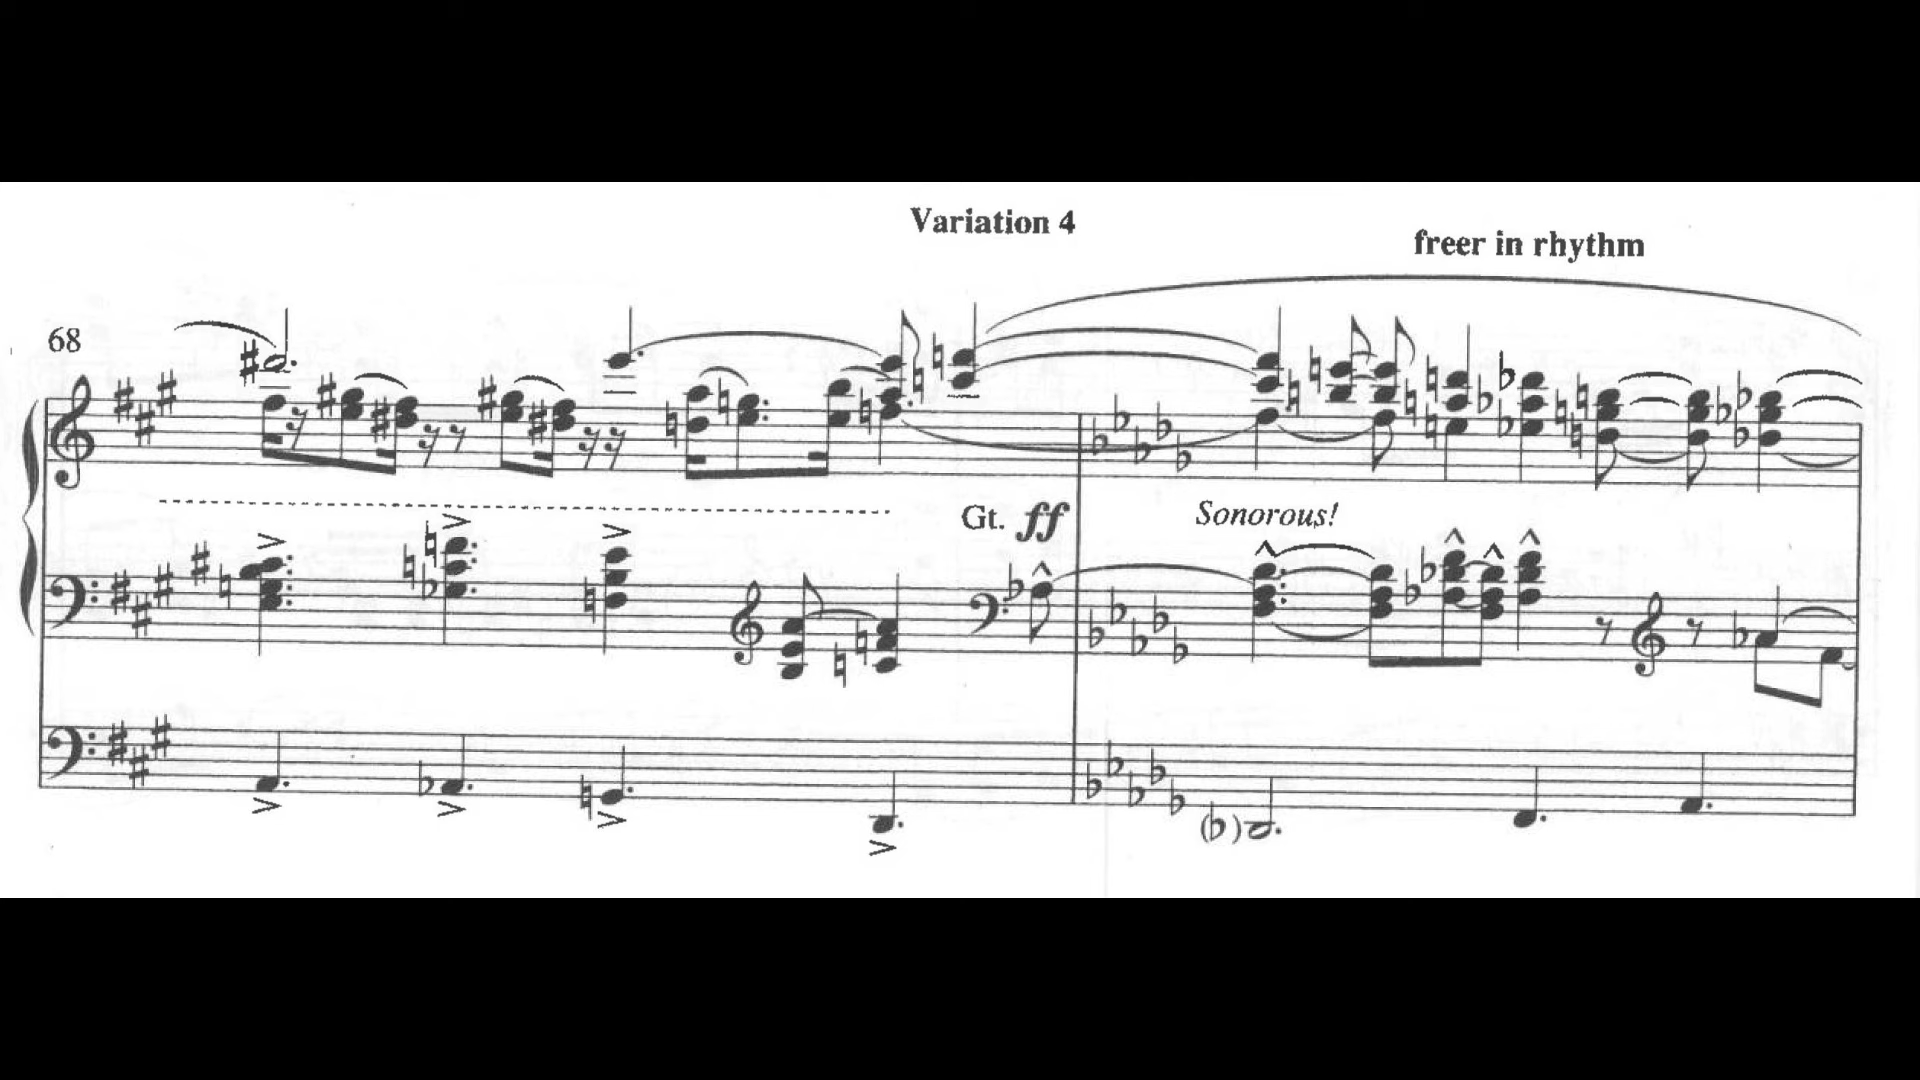 Variation 4
freer in rhythm
68
Gt. ff
Sonorous!